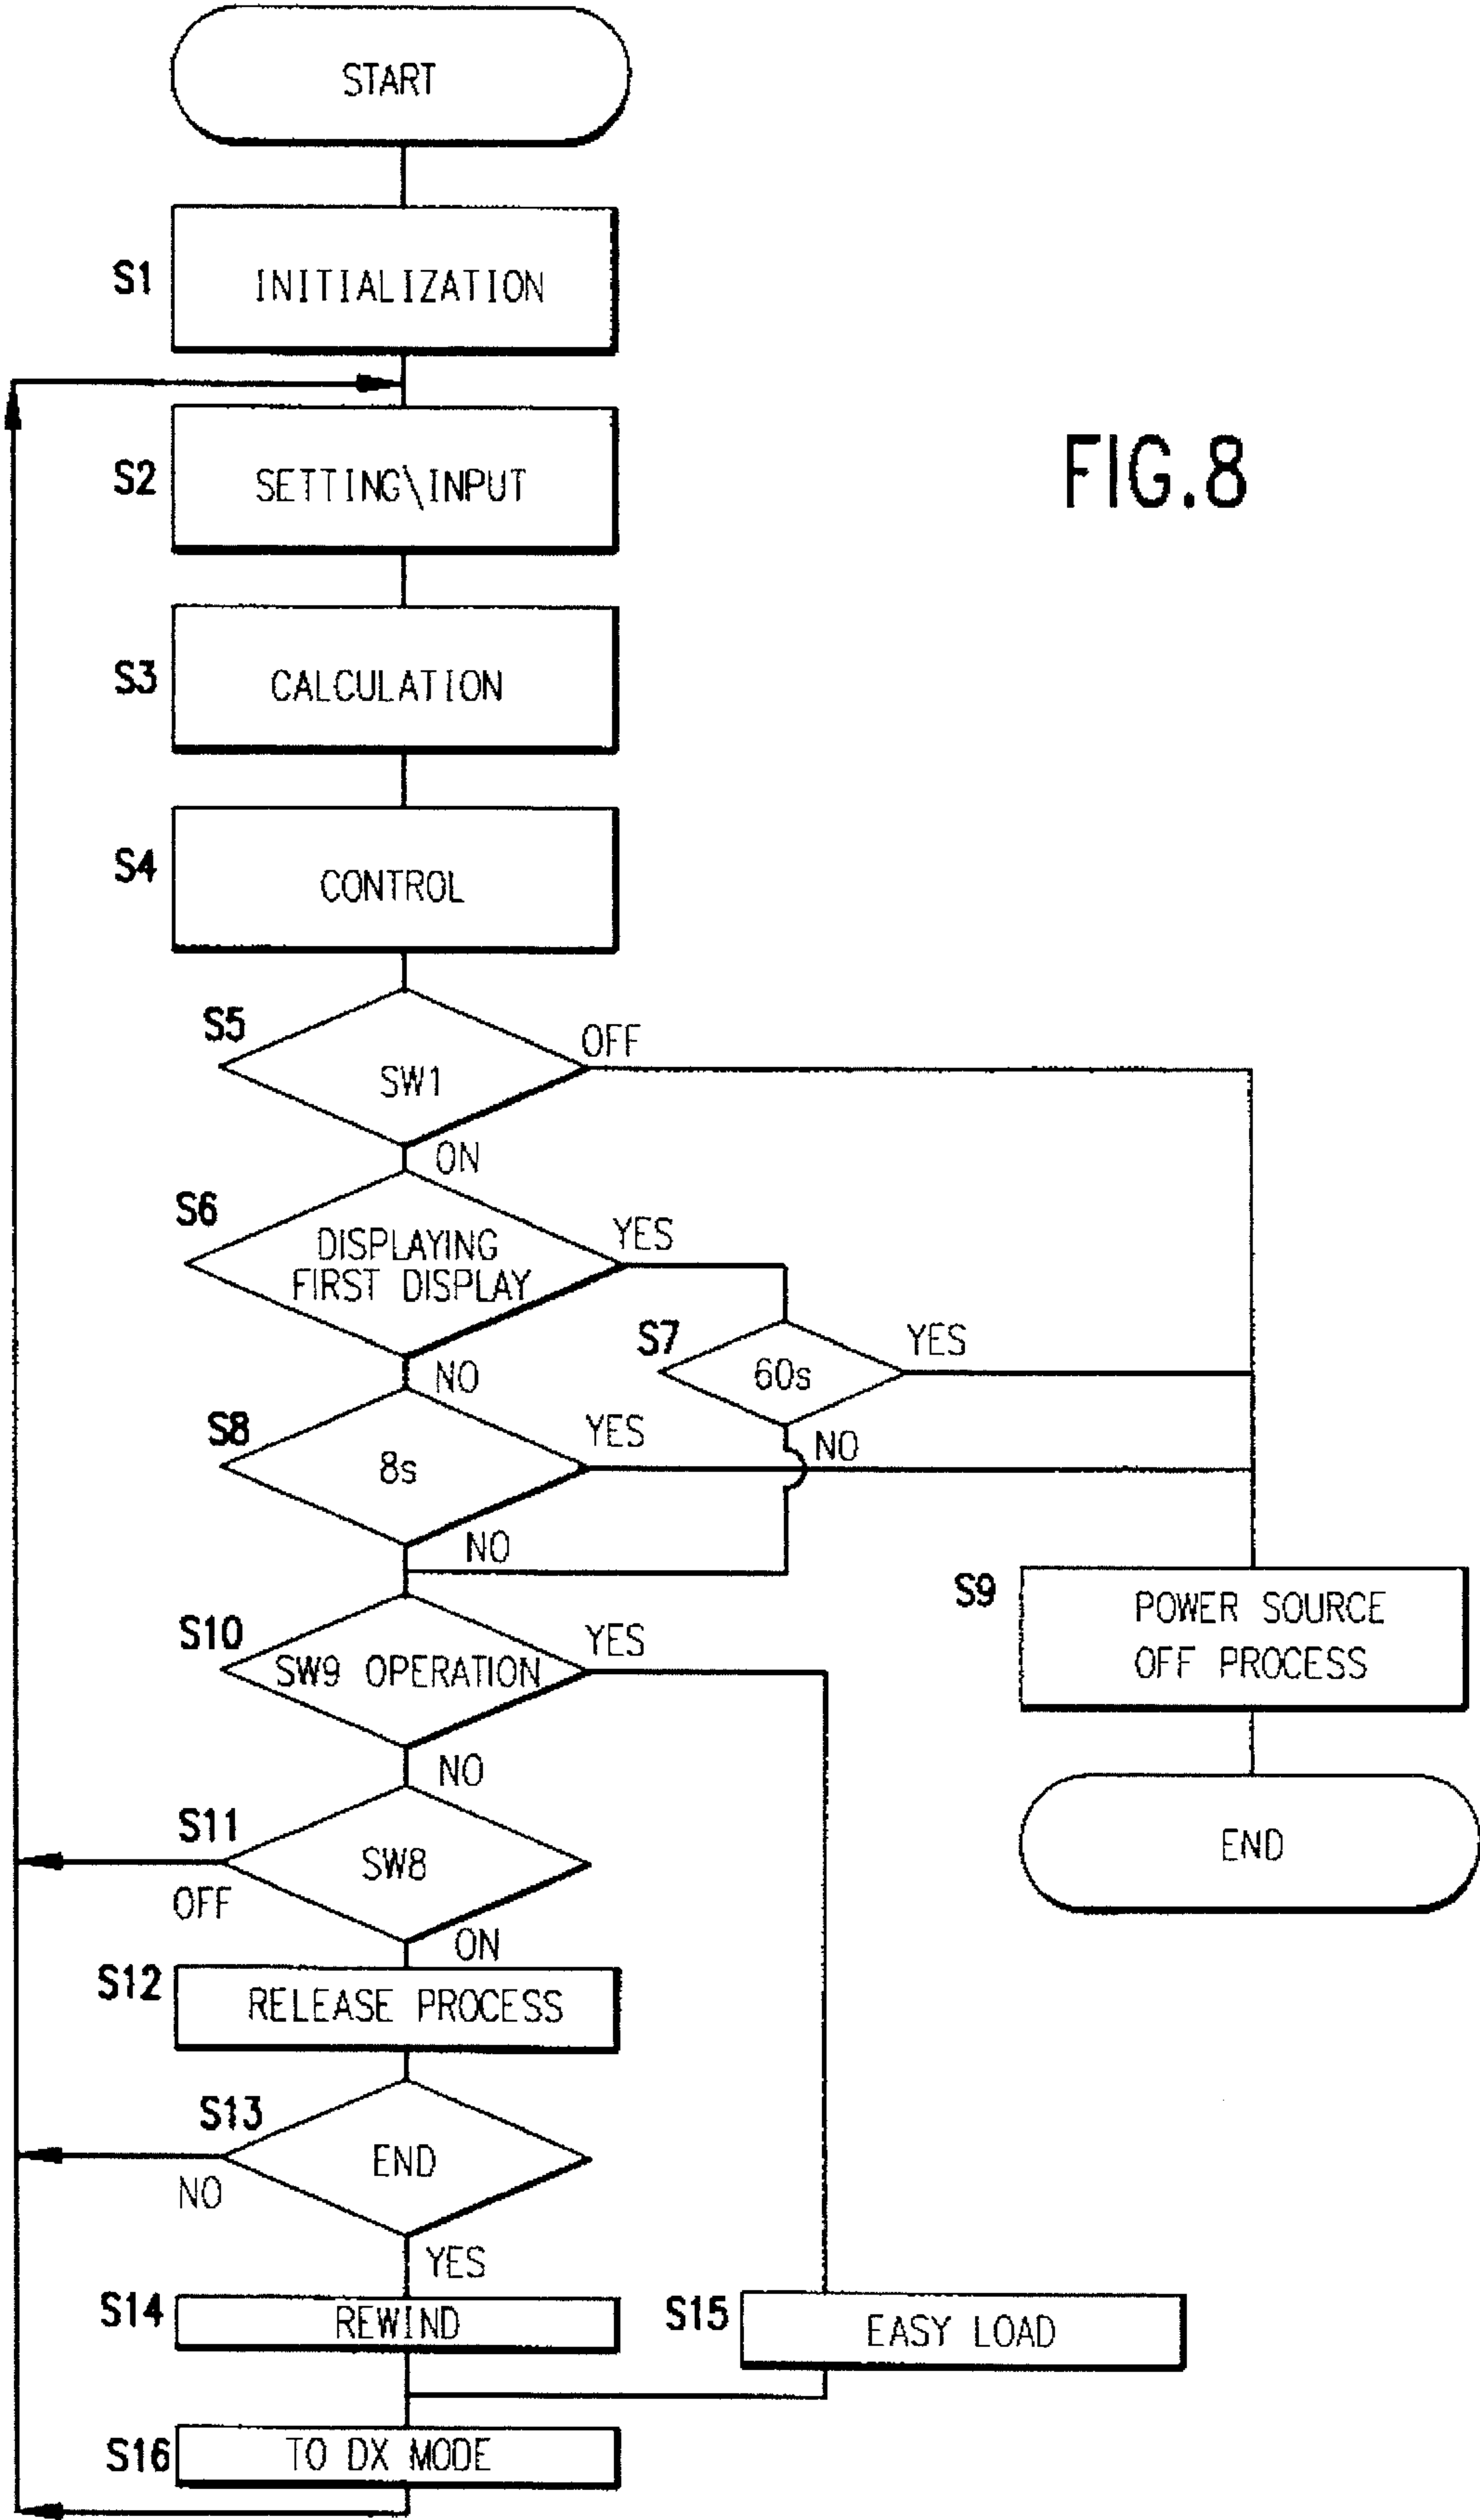 START
S1
INITIALIZATION
FIG.8
S2
SETTING\INPUT
S3
CALCULATION
S4
CONTROL
S5
OFF
SW1
ON
S6
YES
DISPLAYING
FIRST DISPLAY
S7
YES
60s
NO
S8
YES
NO
8s
NO
S9
POWER SOURCE
OFF PROCESS
S10
YES
SW9 OPERATION
NO
S11
SW8
END
OFF
ON
S12
RELEASE PROCESS
S13
END
NO
YES
S14
REWIND
S15
EASY LOAD
S16
TO DX MODE